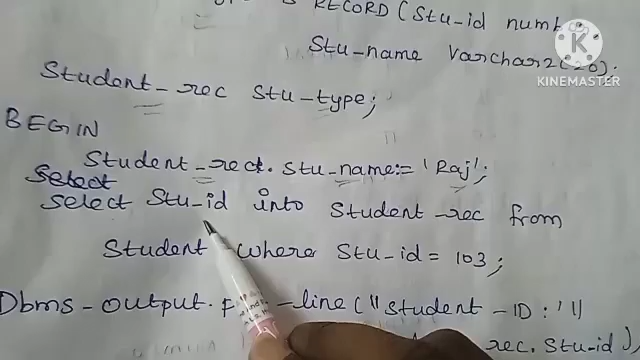 RECORD (Stu-id num
Stu-name Varchar2(20);
KINEMASTER
Student-rec stu-type;
BEGIN
Student-rec1. Stu-name:= 'Raj';
Select
Select Stu-id into Student-rec from
Student where Stu-id = 103;
Dbms-output. -line ('Student-ID:'||
rec.Stu-id)